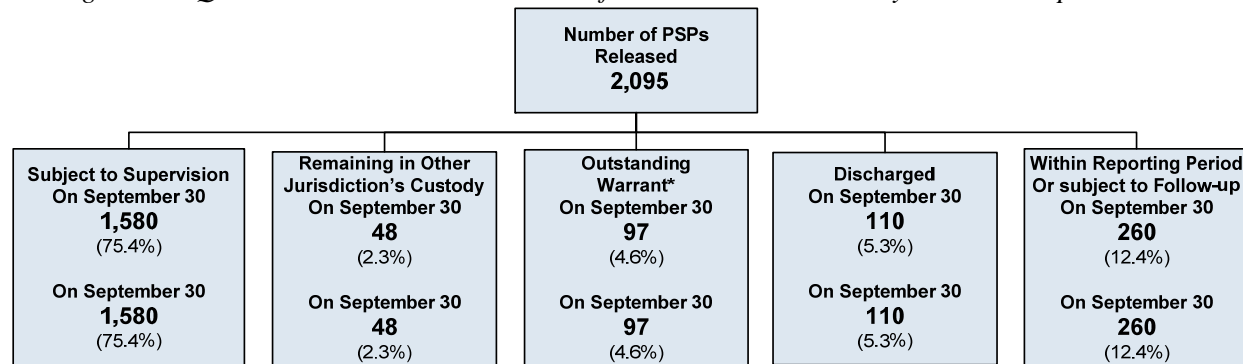 Number of PSPs
Released
2,095
Subject to Supervision
On September 30
1,580
(75.4%)
On September 30
1,580
(75.4%)
Remaining in Other
Jurisdiction's Custody
On September 30
48
(2.3%)
On September 30
48
(2.3%)
Outstanding
Warrant*
On September 30
97
(4.6%)
On September 30
97
(4.6%)
Discharged
On September 30
110
(5.3%)
On September 30
110
(5.3%)
Within Reporting Period
Or subject to Follow-up
On September 30
260
(12.4%)
On September 30
260
(12.4%)